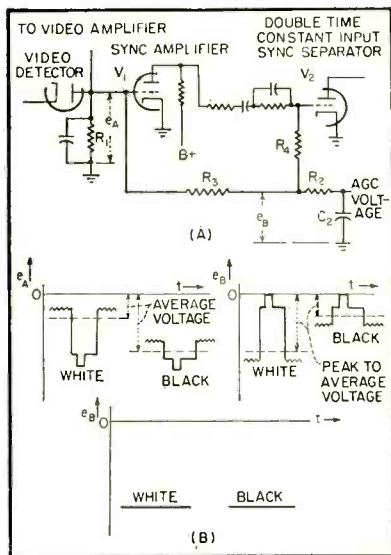 TO VIDEO AMPLIFIER
VIDEO DETECTOR
SYNC AMPLIFIER
DOUBLE TIME
CONSTANT INPUT
SYNC SEPARATOR
V1
V2
eA
R1
B+
R4
R3
R2
AGC
VOLT-
AGE
eB
C2
(A)
eA
0
t
AVERAGE
VOLTAGE
WHITE
BLACK
eB
0
t
WHITE
BLACK
PEAK TO
AVERAGE
VOLTAGE
eB
0
t
WHITE
BLACK
(B)